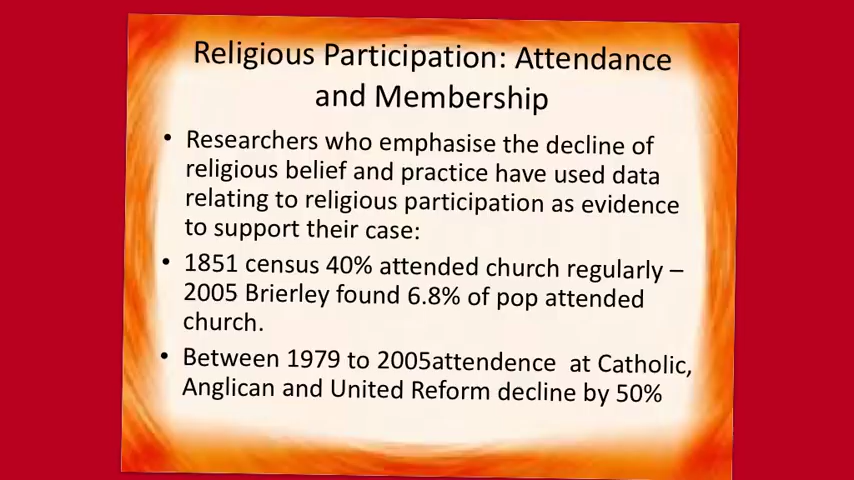 Religious Participation: Attendance
and Membership
• Researchers who emphasise the decline of
religious belief and practice have used data
relating to religious participation as evidence
to support their case:
• 1851 census 40% attended church regularly –
2005 Brierley found 6.8% of pop attended
church.
• Between 1979 to 2005attendence  at Catholic,
Anglican and United Reform decline by 50%